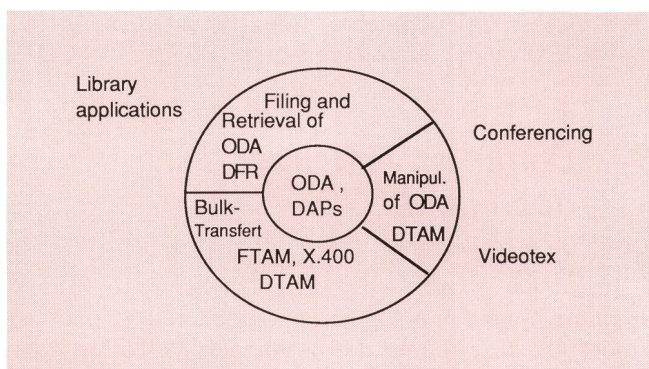 Library
applications
Filing and
Retrieval of
ODA
DFR
Conferencing
ODA ,
DAPs
Manipul.
of ODA
DTAM
Bulk-
Transfert
FTAM, X.400
DTAM
Videotex